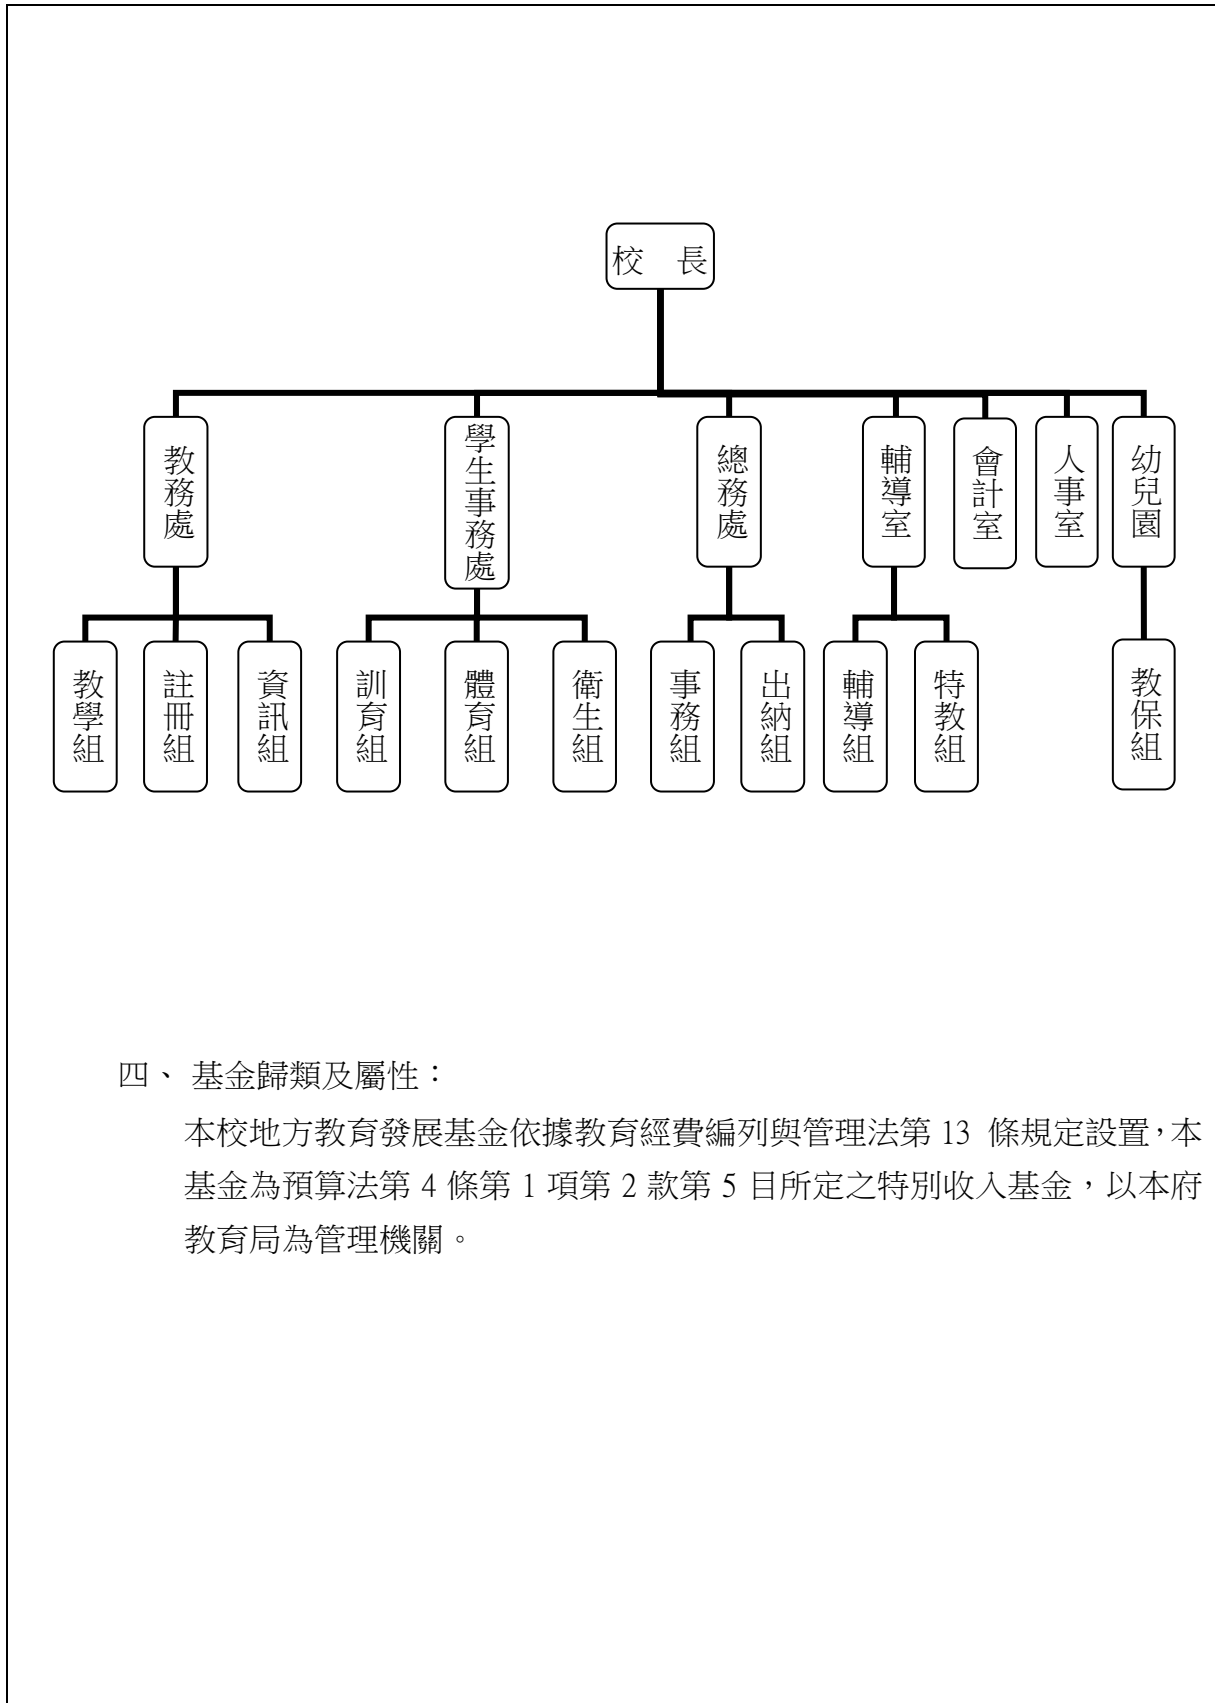 校　長
教務處
學生事務處
總務處
輔導室
會計室
人事室
幼兒園
教學組
註冊組
資訊組
訓育組
體育組
衛生組
事務組
出納組
輔導組
特教組
教保組
四、 基金歸類及屬性：
本校地方教育發展基金依據教育經費編列與管理法第 13 條規定設置，本
基金為預算法第 4 條第 1 項第 2 款第 5 目所定之特別收入基金，以本府
教育局為管理機關。